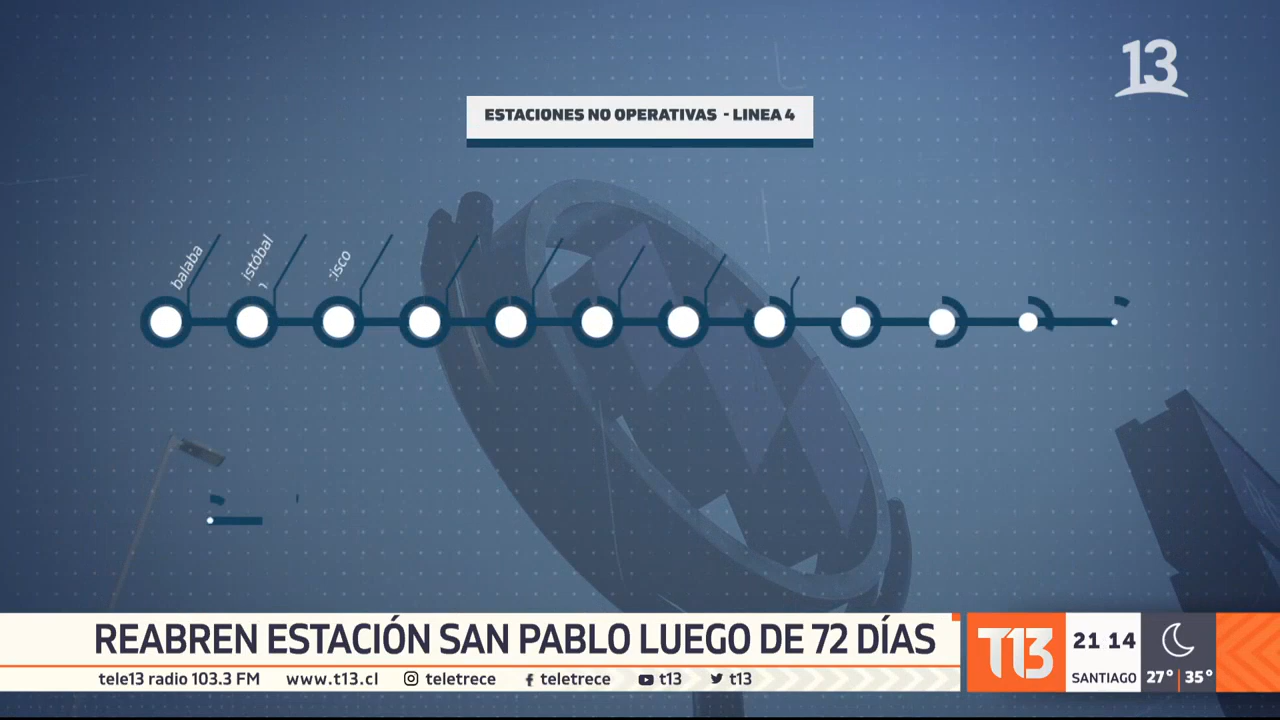 13
ESTACIONES NO OPERATIVAS - LINEA 4
balaba
istóbal
isco
REABREN ESTACIÓN SAN PABLO LUEGO DE 72 DÍAS
T13
21 14
SANTIAGO
27° 35°
tele13 radio 103.3 FM www.t13.cl teletrece teletrece t13 t13